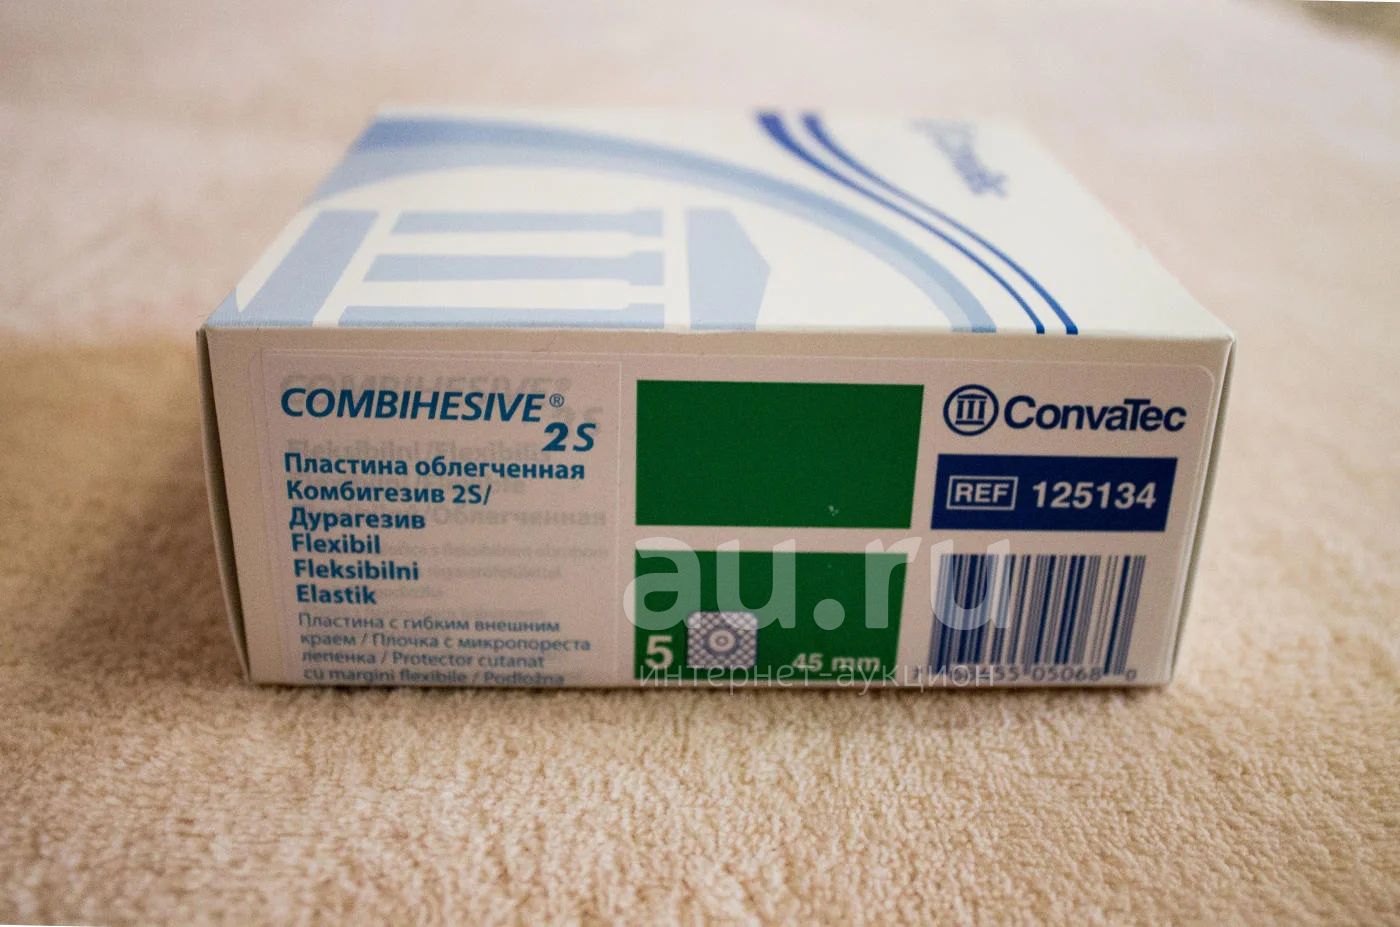 COMBIHESIVE®
2S
Пластина облегченная
Комбигезив 2S/
Дурагезив
Flexibil
Fleksibilni
Elastik
Пластина с гибким внешним
краем / Плочка с микропореста
лепенка / Protector cutanat
cu margini flexibile / Podložna
5
45 mm
ConvaTec
REF 125134
au.ru
интернет-аукцион